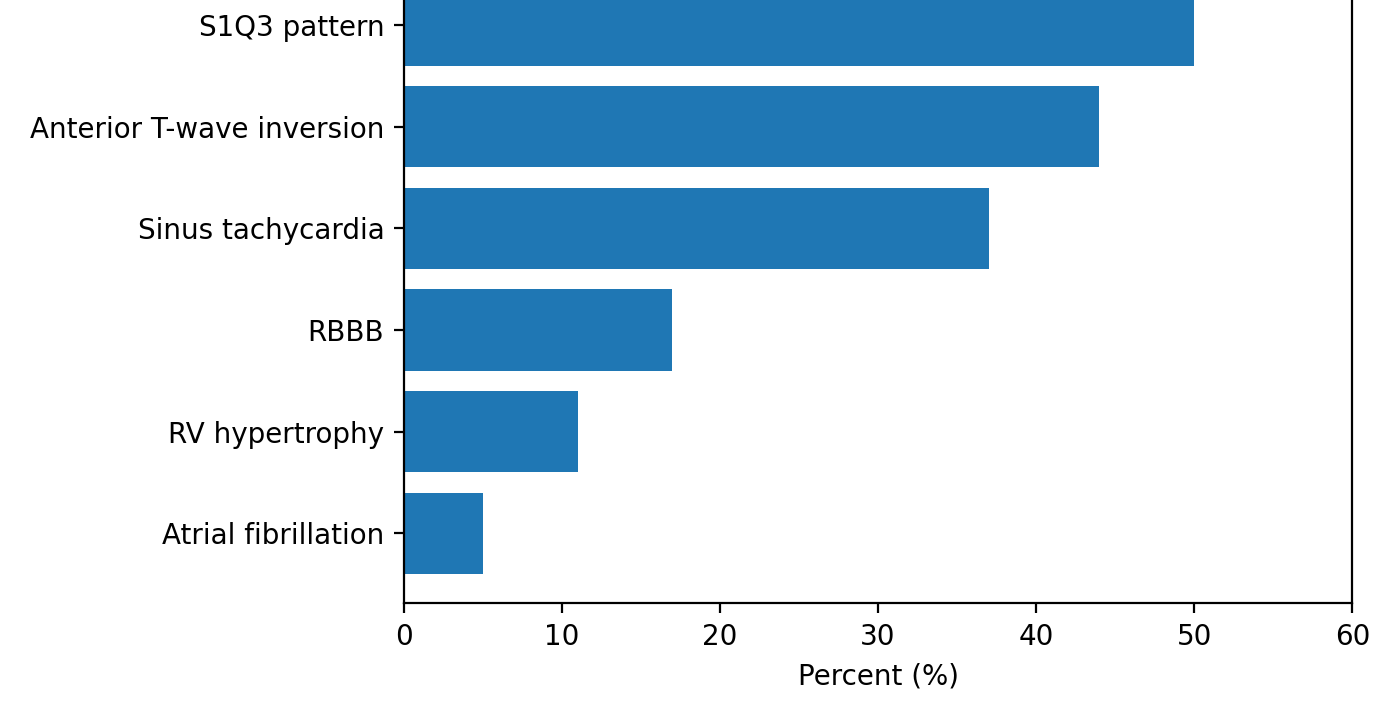 S1Q3 pattern
Anterior T-wave inversion
Sinus tachycardia
RBBB
RV hypertrophy
Atrial fibrillation
0 10 20 30 40 50 60
Percent (%)